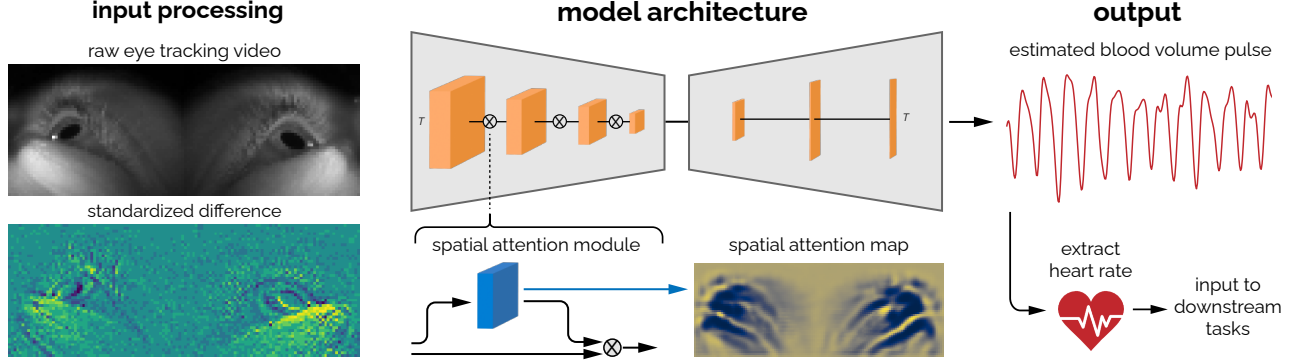 input processing
raw eye tracking video
standardized difference
model architecture
T
T
spatial attention module
spatial attention map
output
estimated blood volume pulse
extract
heart rate
input to
downstream
tasks